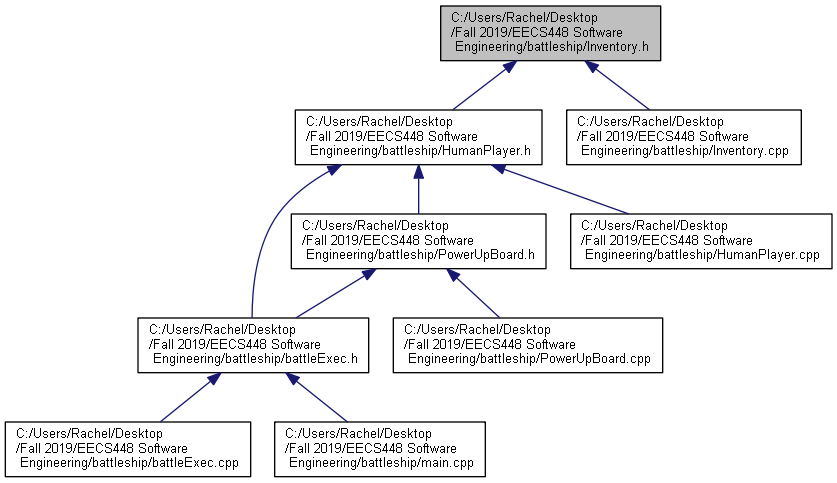 C:/Users/Rachel/Desktop
/Fall 2019/EECS448 Software
Engineering/battleship/Inventory.h
C:/Users/Rachel/Desktop
/Fall 2019/EECS448 Software
Engineering/battleship/HumanPlayer.h
C:/Users/Rachel/Desktop
/Fall 2019/EECS448 Software
Engineering/battleship/Inventory.cpp
C:/Users/Rachel/Desktop
/Fall 2019/EECS448 Software
Engineering/battleship/PowerUpBoard.h
C:/Users/Rachel/Desktop
/Fall 2019/EECS448 Software
Engineering/battleship/HumanPlayer.cpp
C:/Users/Rachel/Desktop
/Fall 2019/EECS448 Software
Engineering/battleship/battleExec.h
C:/Users/Rachel/Desktop
/Fall 2019/EECS448 Software
Engineering/battleship/PowerUpBoard.cpp
C:/Users/Rachel/Desktop
/Fall 2019/EECS448 Software
Engineering/battleship/battleExec.cpp
C:/Users/Rachel/Desktop
/Fall 2019/EECS448 Software
Engineering/battleship/main.cpp